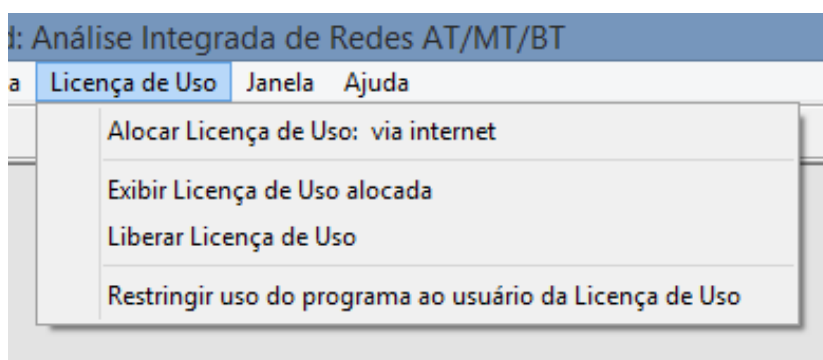 d: Análise Integrada de Redes AT/MT/BT
a Licença de Uso Janela Ajuda
Alocar Licença de Uso: via internet
Exibir Licença de Uso alocada
Liberar Licença de Uso
Restringir uso do programa ao usuário da Licença de Uso